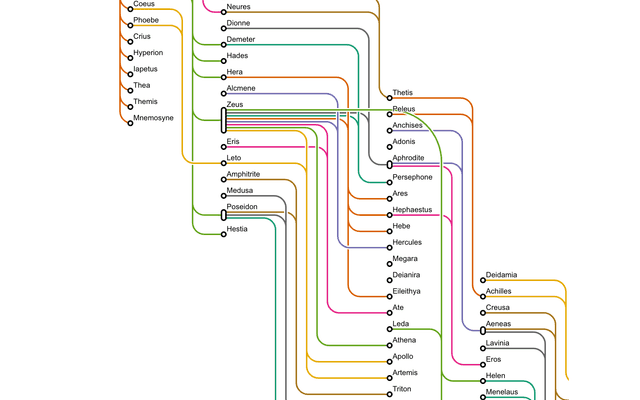 Coeus
Phoebe
Crius
Hyperion
Iapetus
Thea
Themis
Mnemosyne
Neures
Dionne
Demeter
Hades
Hera
Alcmene
Zeus
Eris
Leto
Amphitrite
Medusa
Poseidon
Hestia
Thetis
Peleus
Anchises
Adonis
Aphrodite
Persephone
Ares
Hephaestus
Hebe
Hercules
Megara
Deianira
Eileithya
Ate
Leda
Athena
Apollo
Artemis
Triton
Deidamia
Achilles
Creusa
Aeneas
Lavinia
Eros
Helen
Menelaus